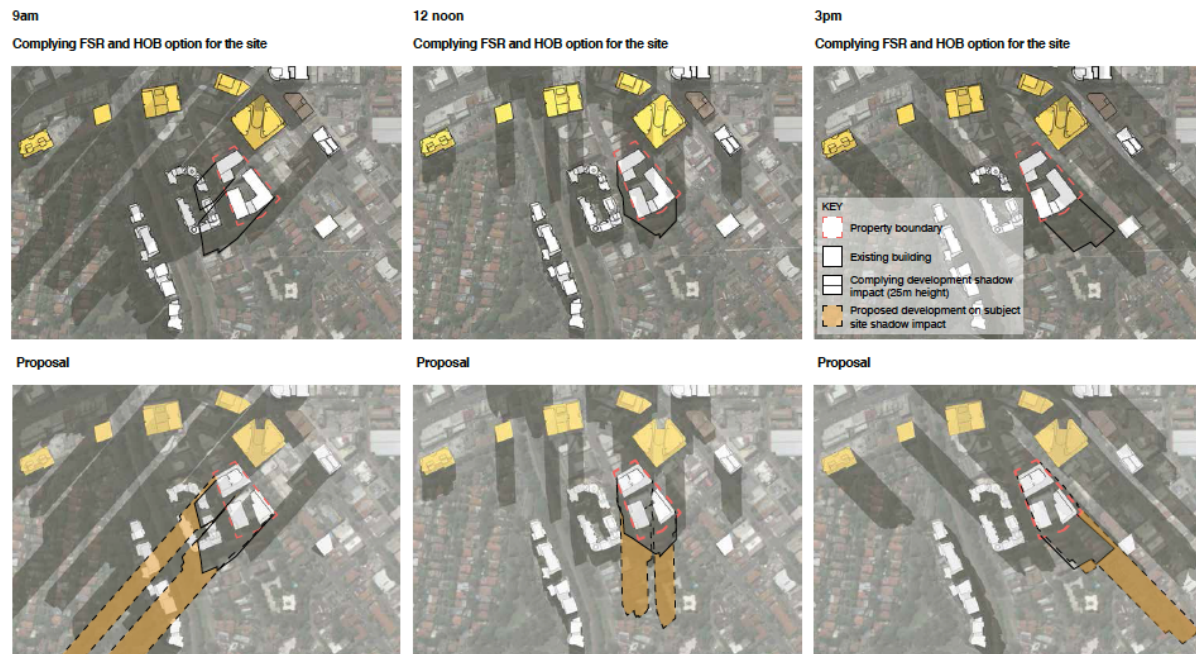 9am
Complying FSR and HOB option for the site
12 noon
Complying FSR and HOB option for the site
3pm
Complying FSR and HOB option for the site
KEY
Property boundary
Existing building
Complying development shadow
impact (25m height)
Proposed development on subject
site shadow impact
Proposal
Proposal
Proposal